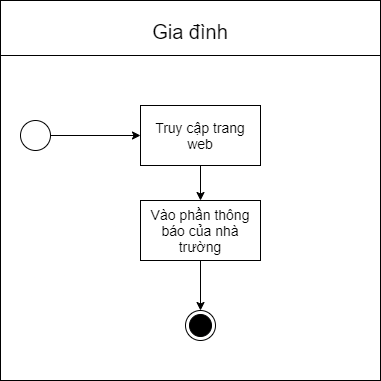 Gia đình
Truy cập trang
web
Vào phần thông
báo của nhà
trường